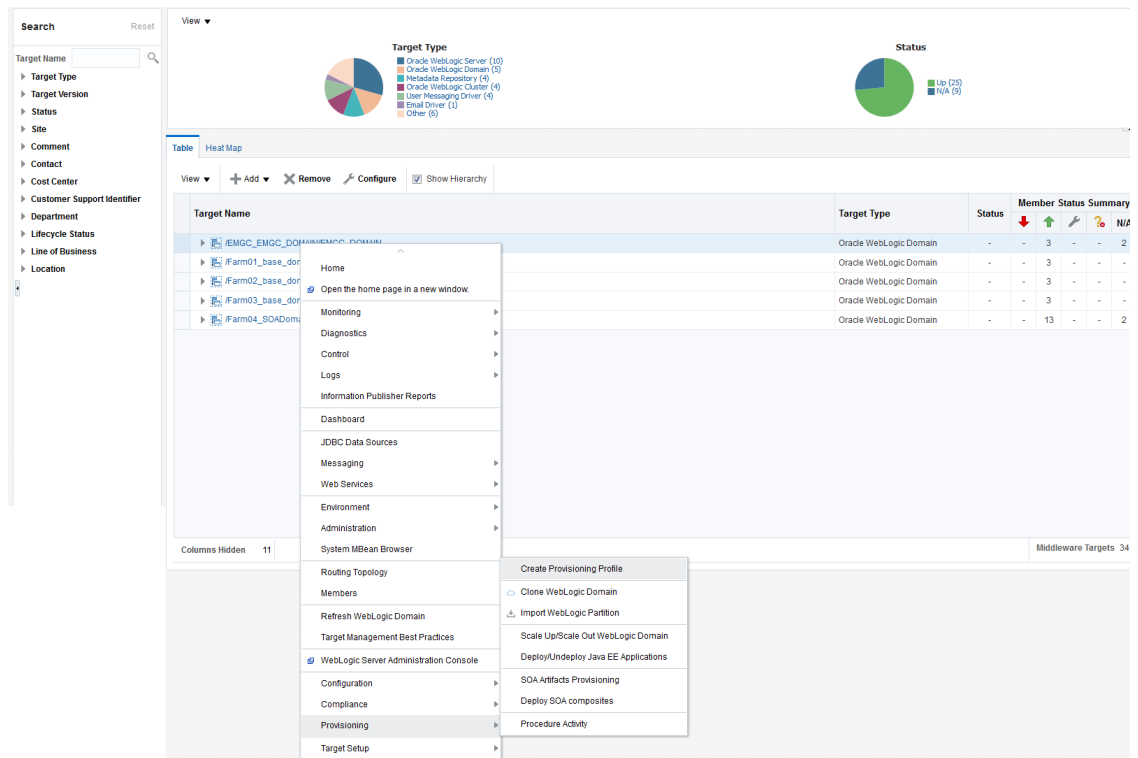 Search Reset
Target Name
Target Type
Target Version
Status
Site
Comment
Contact
Cost Center
Customer Support Identifier
Department
Lifecycle Status
Line of Business
Location
View
Target Type
Oracle WebLogic Server (10)
Oracle WebLogic Domain (5)
Metadata Repository (4)
Oracle WebLogic Cluster (4)
User Messaging Driver (4)
Email Driver (1)
Other (6)
Status
Up (25)
N/A (9)
Table Heat Map
View Add Remove Configure Show Hierarchy
Target Name Target Type Status Member Status Summary
N/A
/EMGC_EMGC_DOMAIN/EMGC_DOMAIN Oracle WebLogic Domain - - 3 - - 2
/Farm01_base_dor Oracle WebLogic Domain - - 3 - -
/Farm02_base_dor Oracle WebLogic Domain - - 3 - -
/Farm03_base_dor Oracle WebLogic Domain - - 3 - -
/Farm04_SOADoma Oracle WebLogic Domain - - 13 - - 2
Home
Open the home page in a new window.
Monitoring
Diagnostics
Control
Logs
Information Publisher Reports
Dashboard
JDBC Data Sources
Messaging
Web Services
Environment
Administration
System MBean Browser
Routing Topology
Members
Refresh WebLogic Domain
Target Management Best Practices
WebLogic Server Administration Console
Configuration
Compliance
Provisioning
Target Setup
Create Provisioning Profile
Clone WebLogic Domain
Import WebLogic Partition
Scale Up/Scale Out WebLogic Domain
Deploy/Undeploy Java EE Applications
SOA Artifacts Provisioning
Deploy SOA composites
Procedure Activity
Columns Hidden 11
Middleware Targets 34